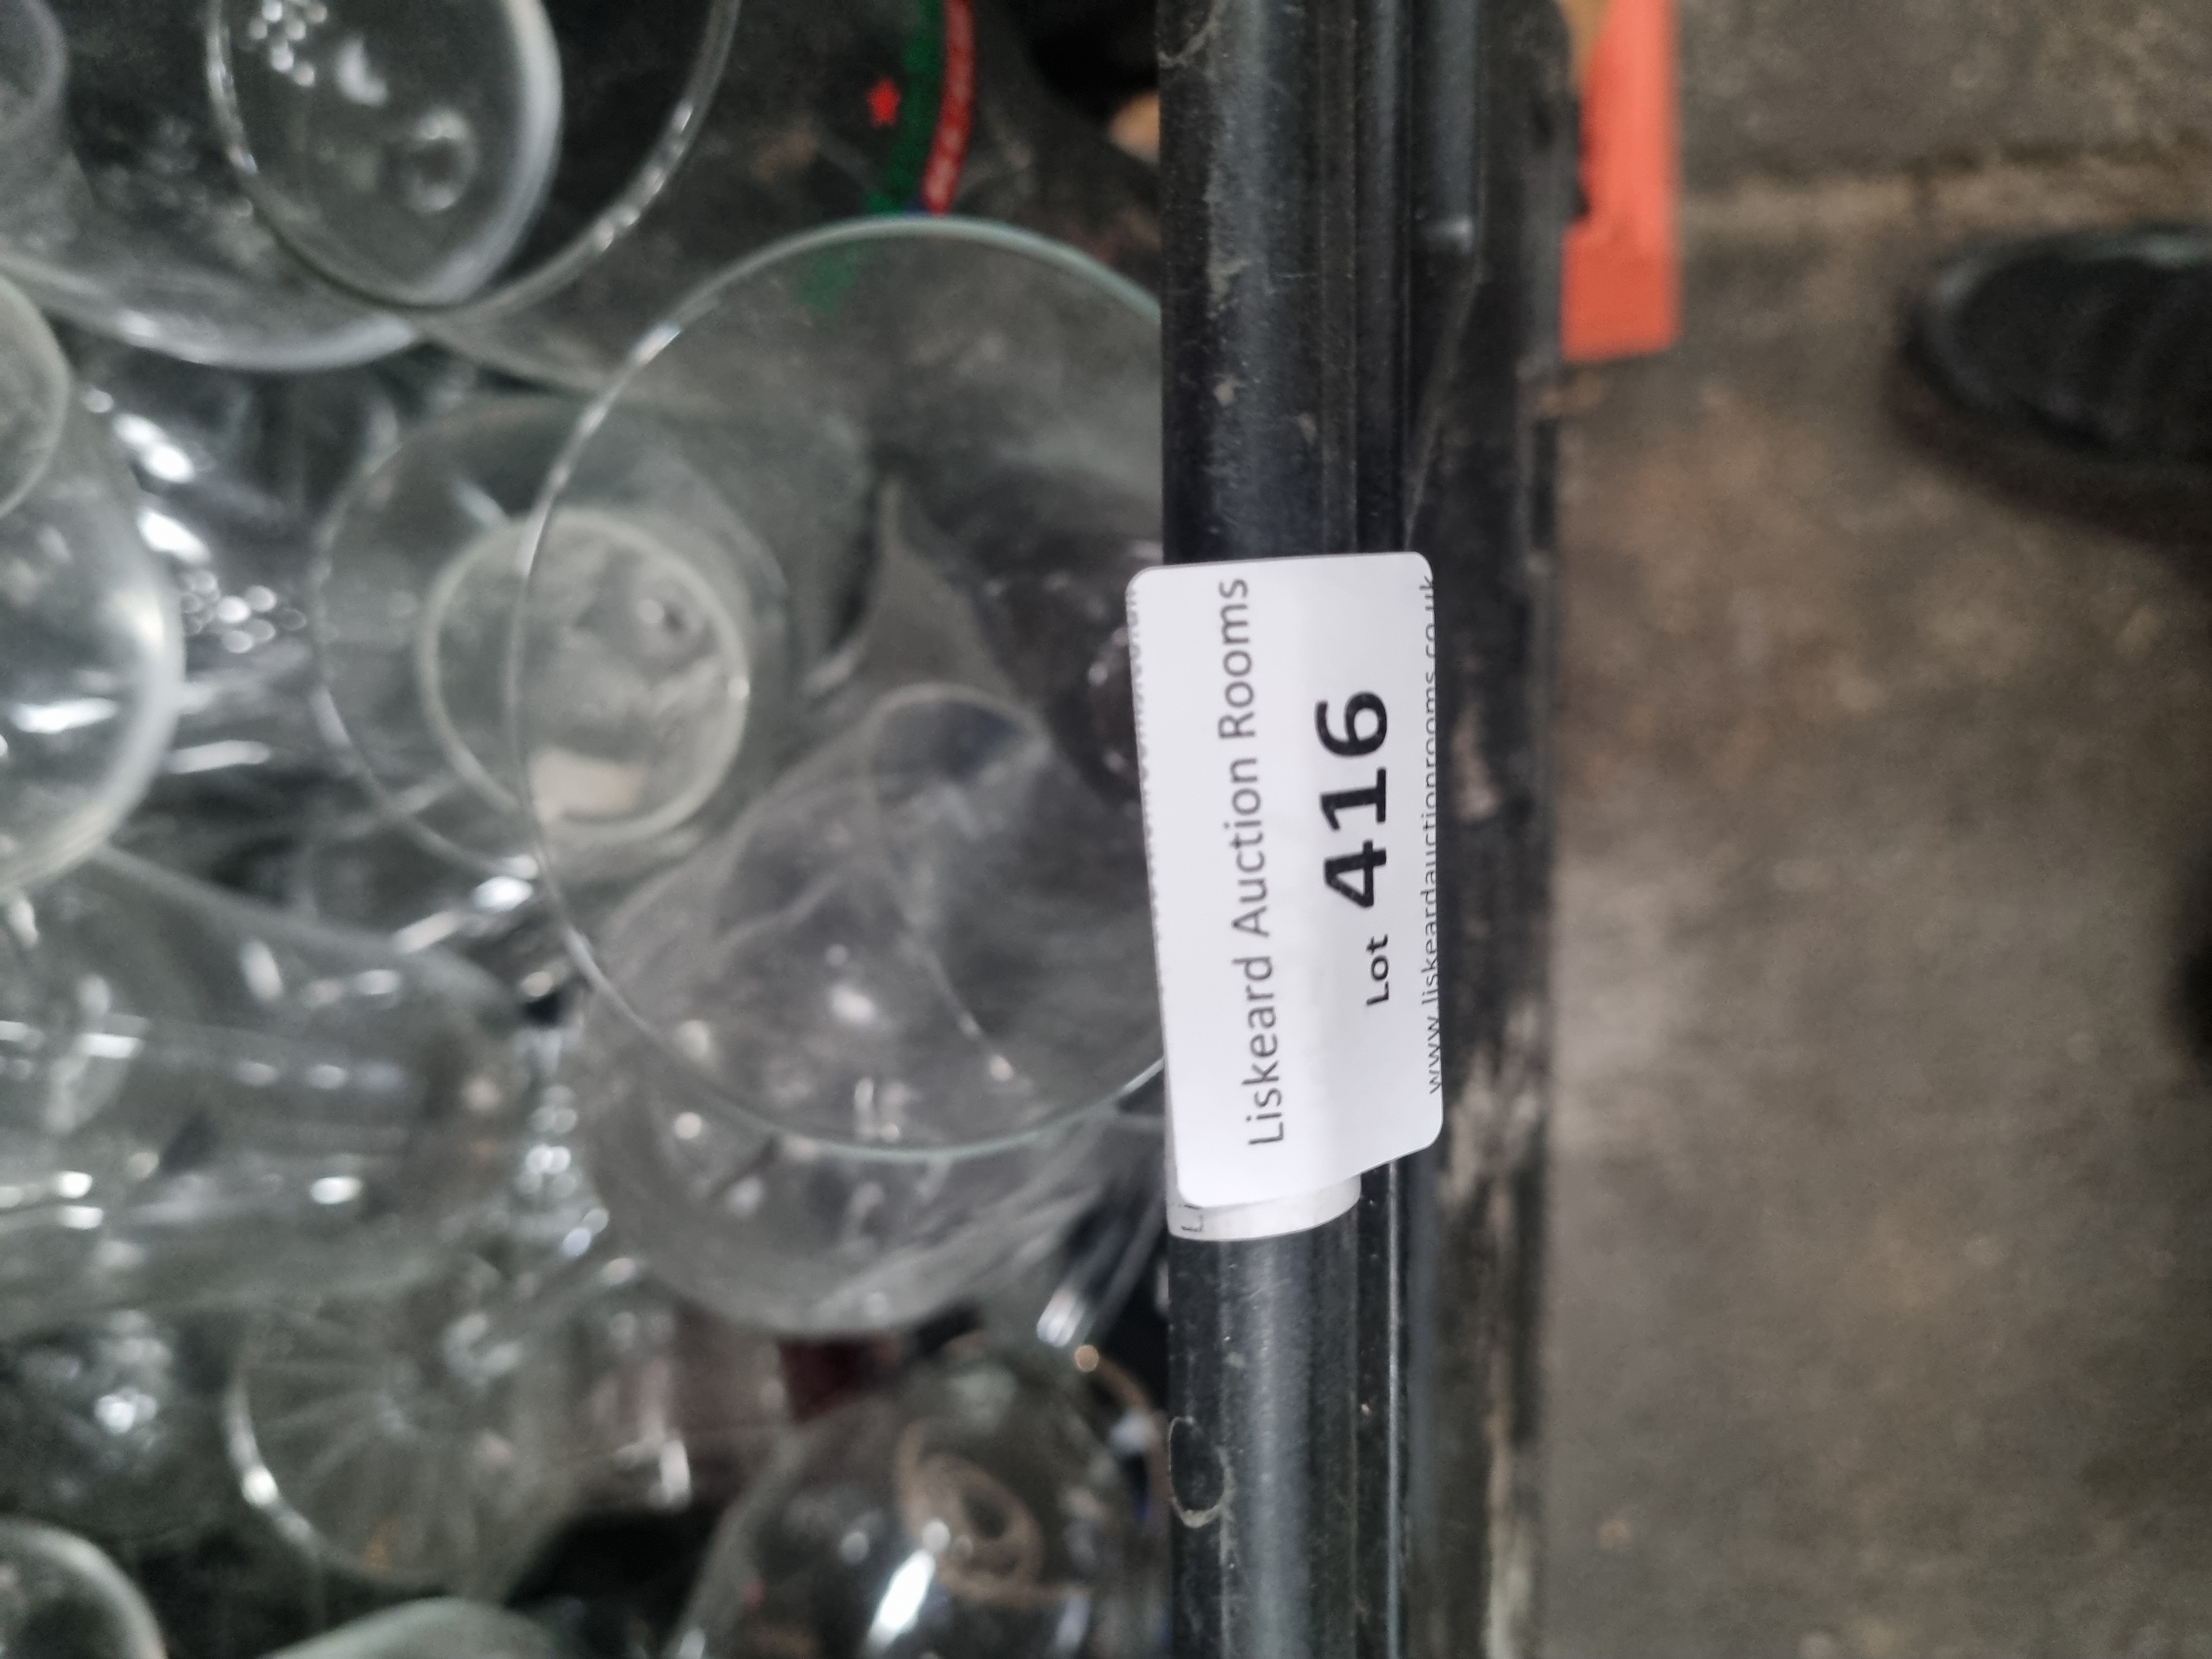 Liskeard Auction Rooms
Lot 416
www.liskeardauctionrooms.co.uk